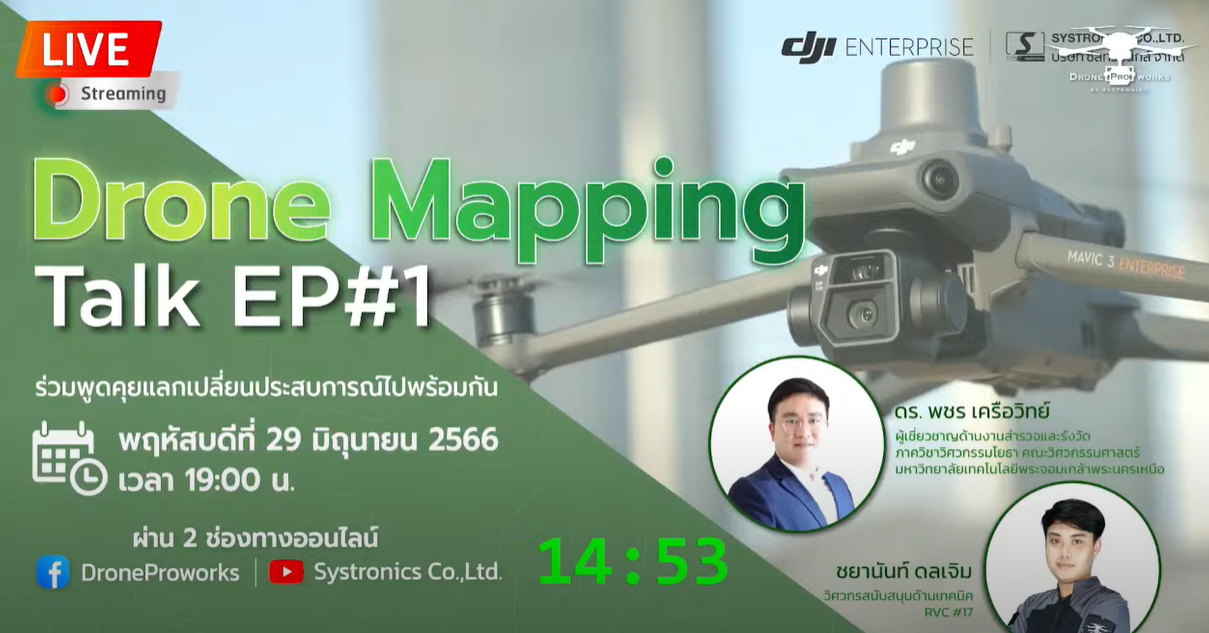 LIVE
Streaming
dji ENTERPRISE
S
SYSTRONICS CO.,LTD.
DRONE PRO WORKS
BY SYSTRONICS
Drone Mapping
Talk EP#1
ร่วมพูดคุยแลกเปลี่ยนประสบการณ์ไปพร้อมกัน
พฤหัสบดีที่ 29 มิถุนายน 2566
เวลา 19:00 น.
ผ่าน 2 ช่องทางออนไลน์
DroneProworks
Systronics Co.,Ltd.
14:53
dji
MAVIC 3 ENTERPRISE
ดร. พชร เครือวิทย์
ผู้เชี่ยวชาญด้านงานสำรวจและรังวัด
ภาควิชาวิศวกรรมโยธา คณะวิศวกรรมศาสตร์
มหาวิทยาลัยเทคโนโลยีพระจอมเกล้าพระนครเหนือ
ชยานันท์ ดลเจิม
วิศวกรสนับสนุนด้านเทคนิค
RVC #17